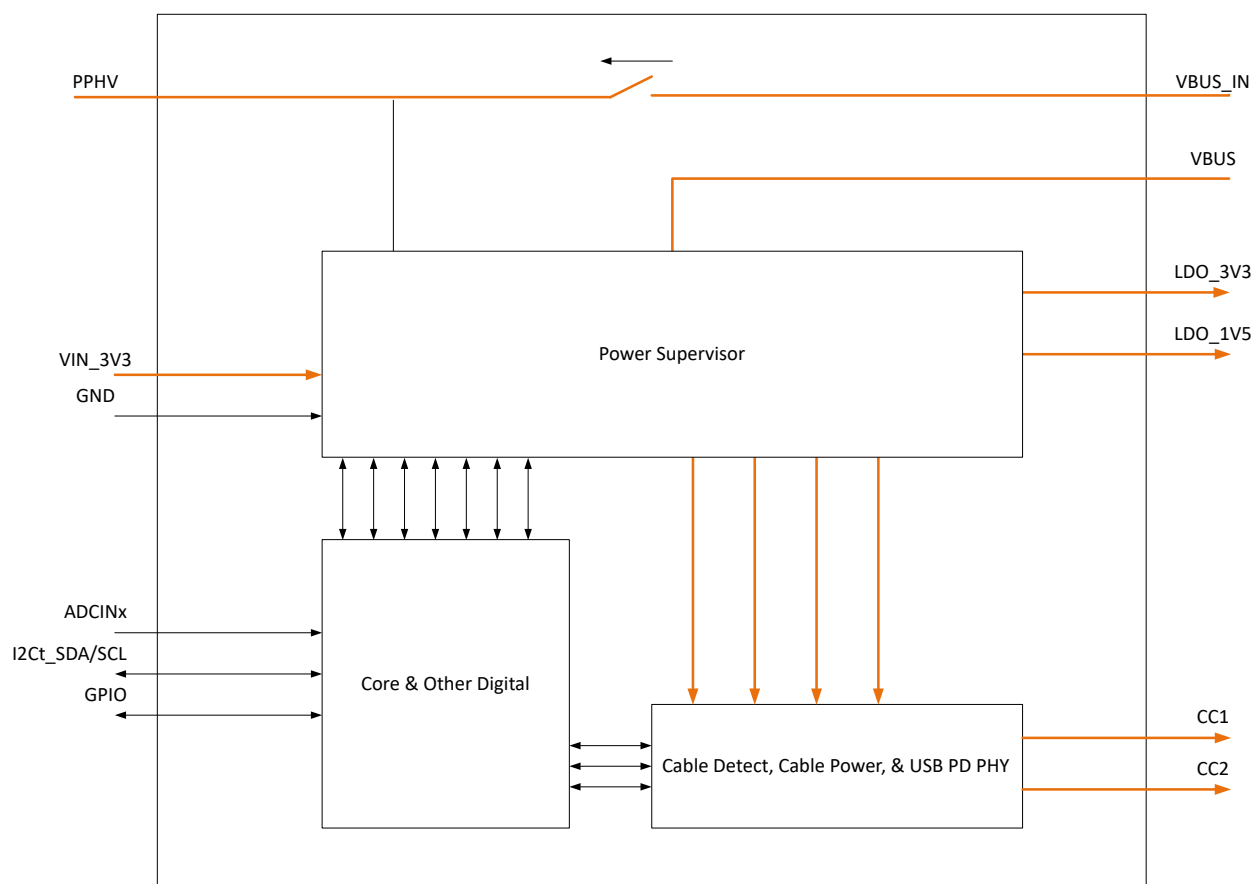 PPHV
VBUS_IN
VBUS
LDO_3V3
LDO_1V5
Power Supervisor
VIN_3V3
GND
ADCINx
I2Ct_SDA/SCL
GPIO
Core & Other Digital
Cable Detect, Cable Power, & USB PD PHY
CC1
CC2